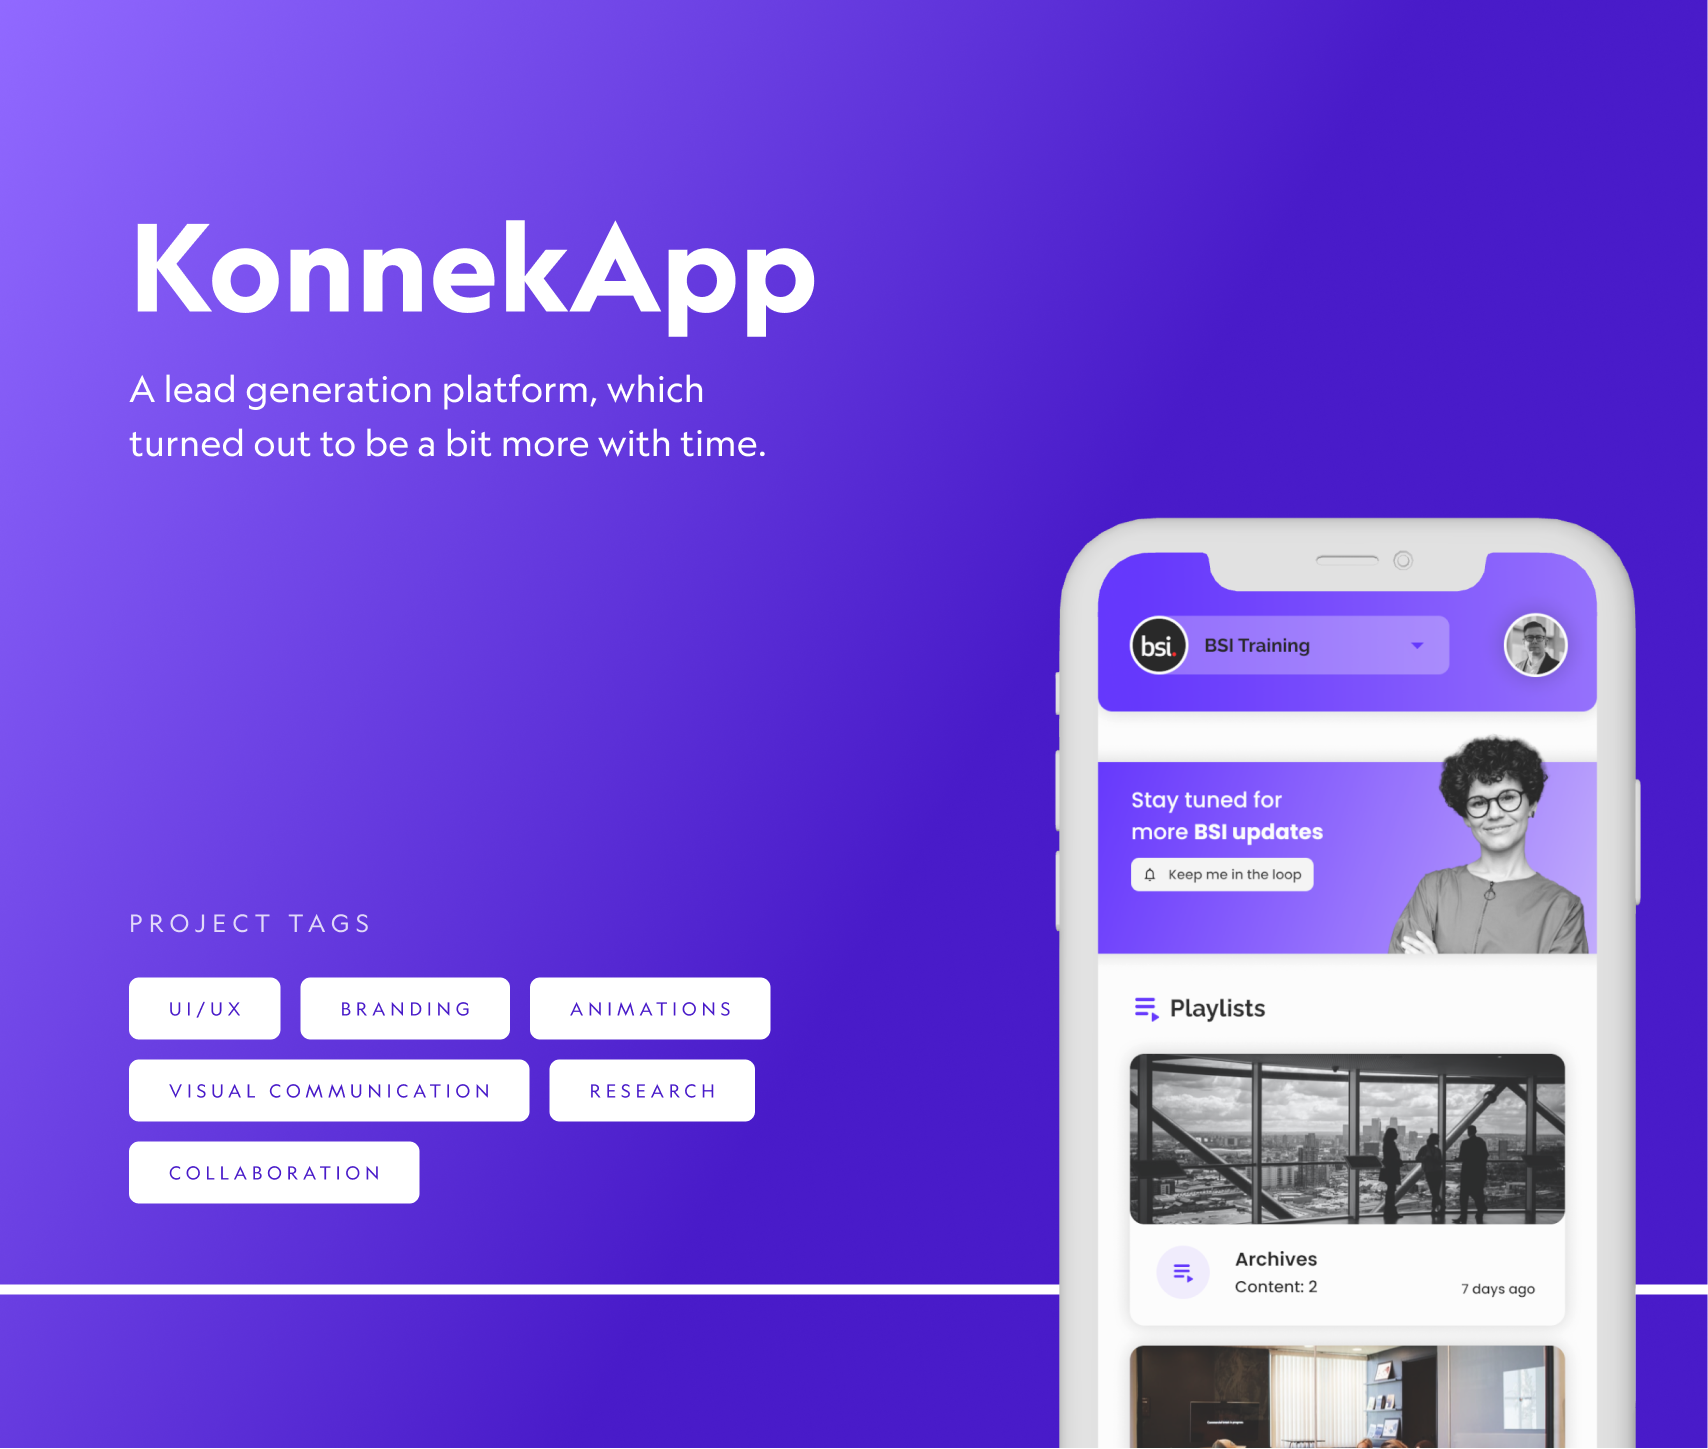 KonnekApp
A lead generation platform, which
turned out to be a bit more with time.
PROJECT TAGS
UI/UX
BRANDING
ANIMATIONS
VISUAL COMMUNICATION
RESEARCH
COLLABORATION
bsi.
BSI Training
Stay tuned for
more BSI updates
Keep me in the loop
Playlists
Archives
Content: 2
7 days ago